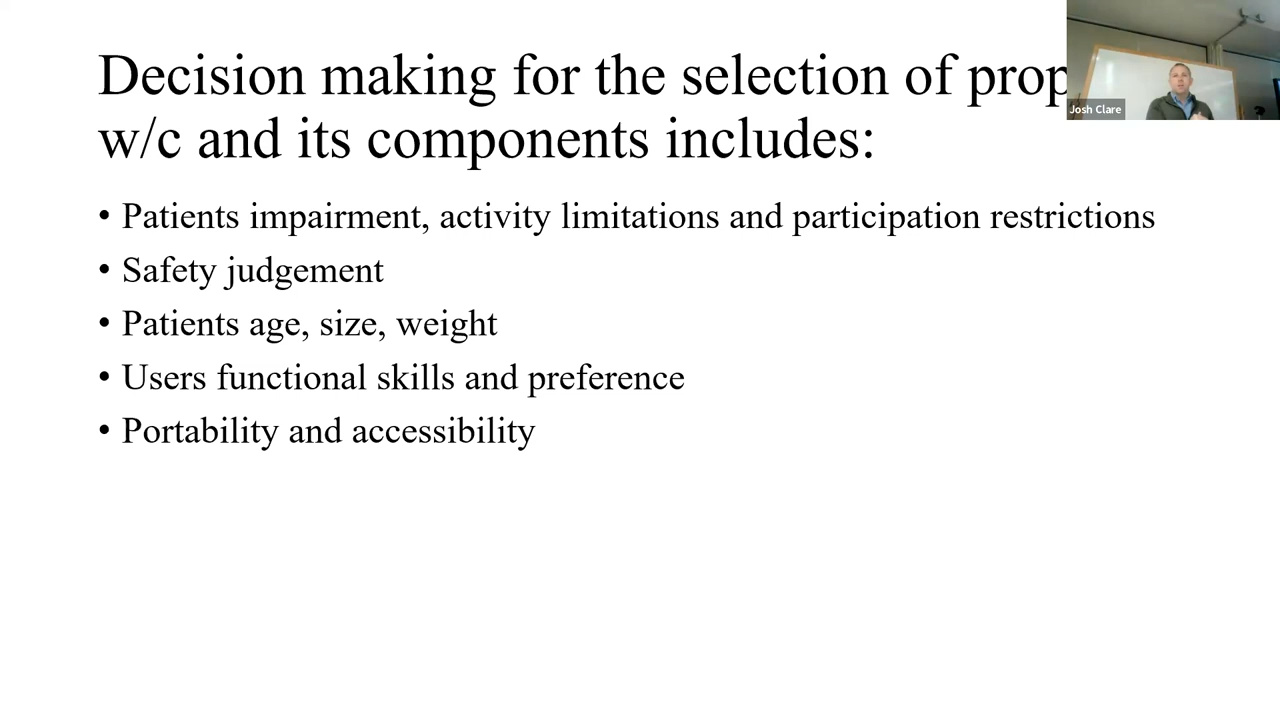 Decision making for the selection of prop
w/c and its components includes:
Josh Clare
• Patients impairment, activity limitations and participation restrictions
• Safety judgement
• Patients age, size, weight
• Users functional skills and preference
• Portability and accessibility